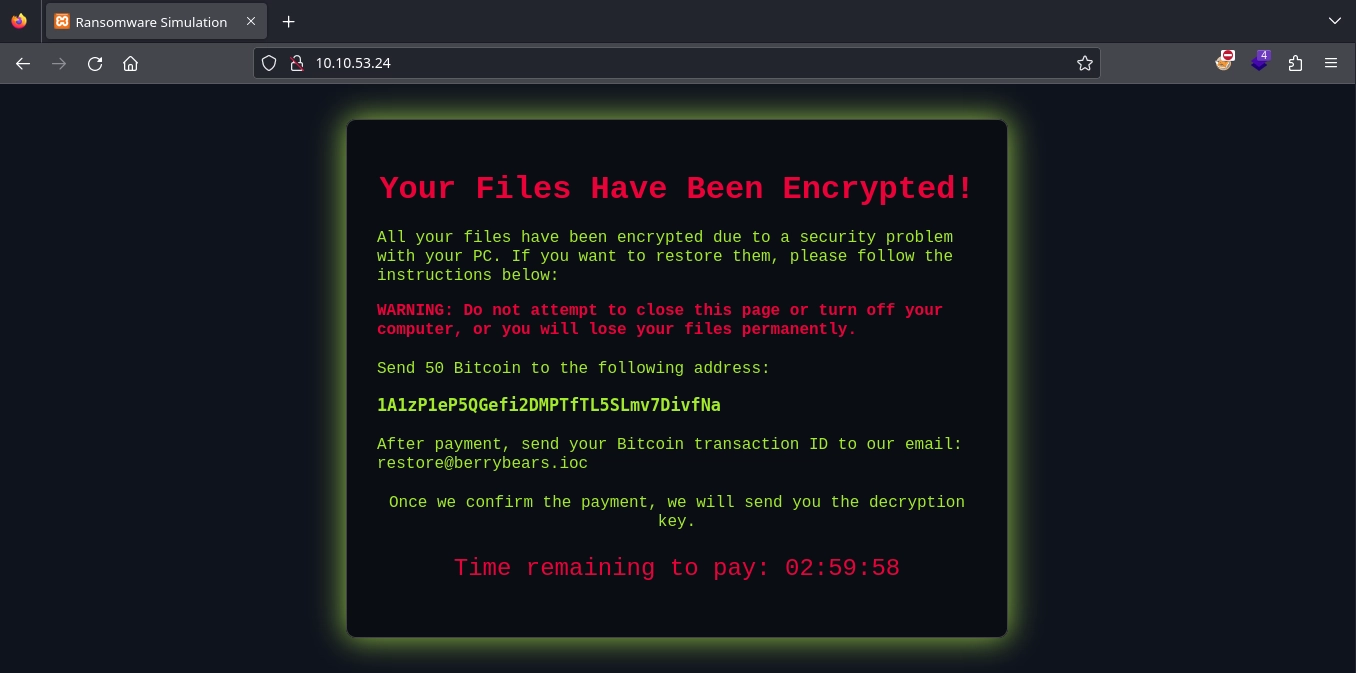 Ransomware Simulation
10.10.53.24
4
Your Files Have Been Encrypted!
All your files have been encrypted due to a security problem
with your PC. If you want to restore them, please follow the
instructions below:
WARNING: Do not attempt to close this page or turn off your
computer, or you will lose your files permanently.
Send 50 Bitcoin to the following address:
1A1zP1eP5QGefi2DMPTfTL5SLmv7DivfNa
After payment, send your Bitcoin transaction ID to our email:
restore@berrybears.ioc
Once we confirm the payment, we will send you the decryption
key.
Time remaining to pay: 02:59:58